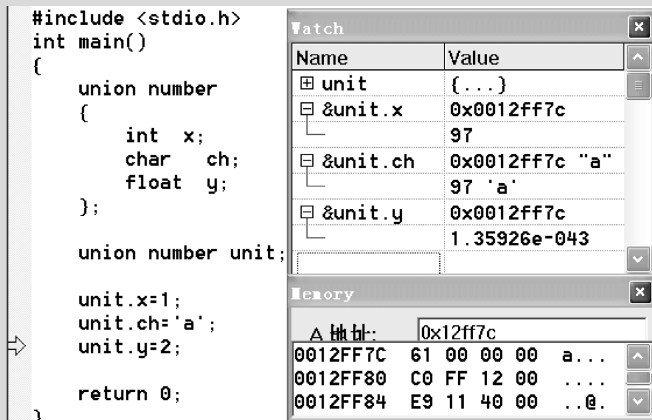 #include <stdio.h>
int main()
{
union number
{
int x;
char ch;
float y;
};
union number unit;
unit.x=1;
unit.ch='a';
unit.y=2;
return 0;
}
Watch
Name Value
unit {...}
&unit.x 0x0012ff7c
97
&unit.ch 0x0012ff7c "a"
97 'a'
&unit.y 0x0012ff7c
1.35926e-043
Memory
地址: 0x12ff7c
0012FF7C 61 00 00 00 a...
0012FF80 C0 FF 12 00 ....
0012FF84 E9 11 40 00 ..@.